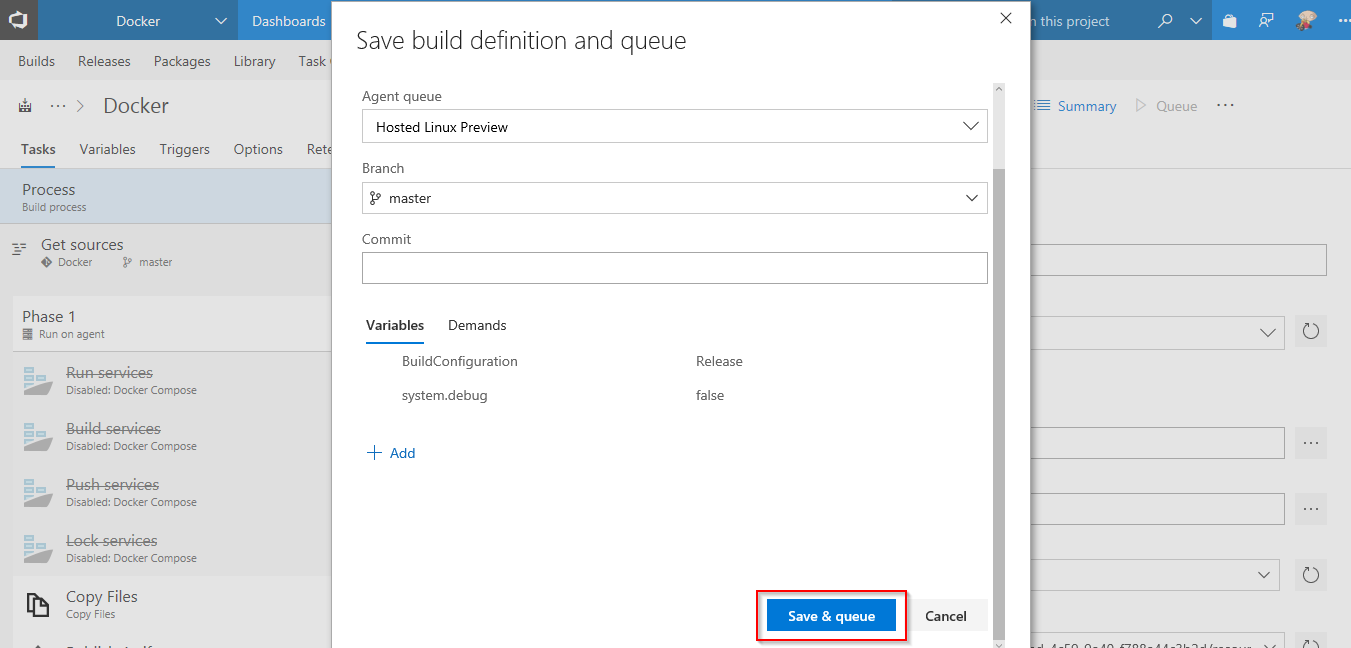 Docker
Dashboards
n this project
Builds Releases Packages Library Task
Docker
Summary Queue
Tasks Variables Triggers Options Rete
Process
Build process
Get sources
Docker master
Phase 1
Run on agent
Run services
Disabled: Docker Compose
Build services
Disabled: Docker Compose
Push services
Disabled: Docker Compose
Lock services
Disabled: Docker Compose
Copy Files
Copy Files
Save build definition and queue
Agent queue
Hosted Linux Preview
Branch
master
Commit
Variables Demands
BuildConfiguration Release
system.debug false
+ Add
Save & queue Cancel